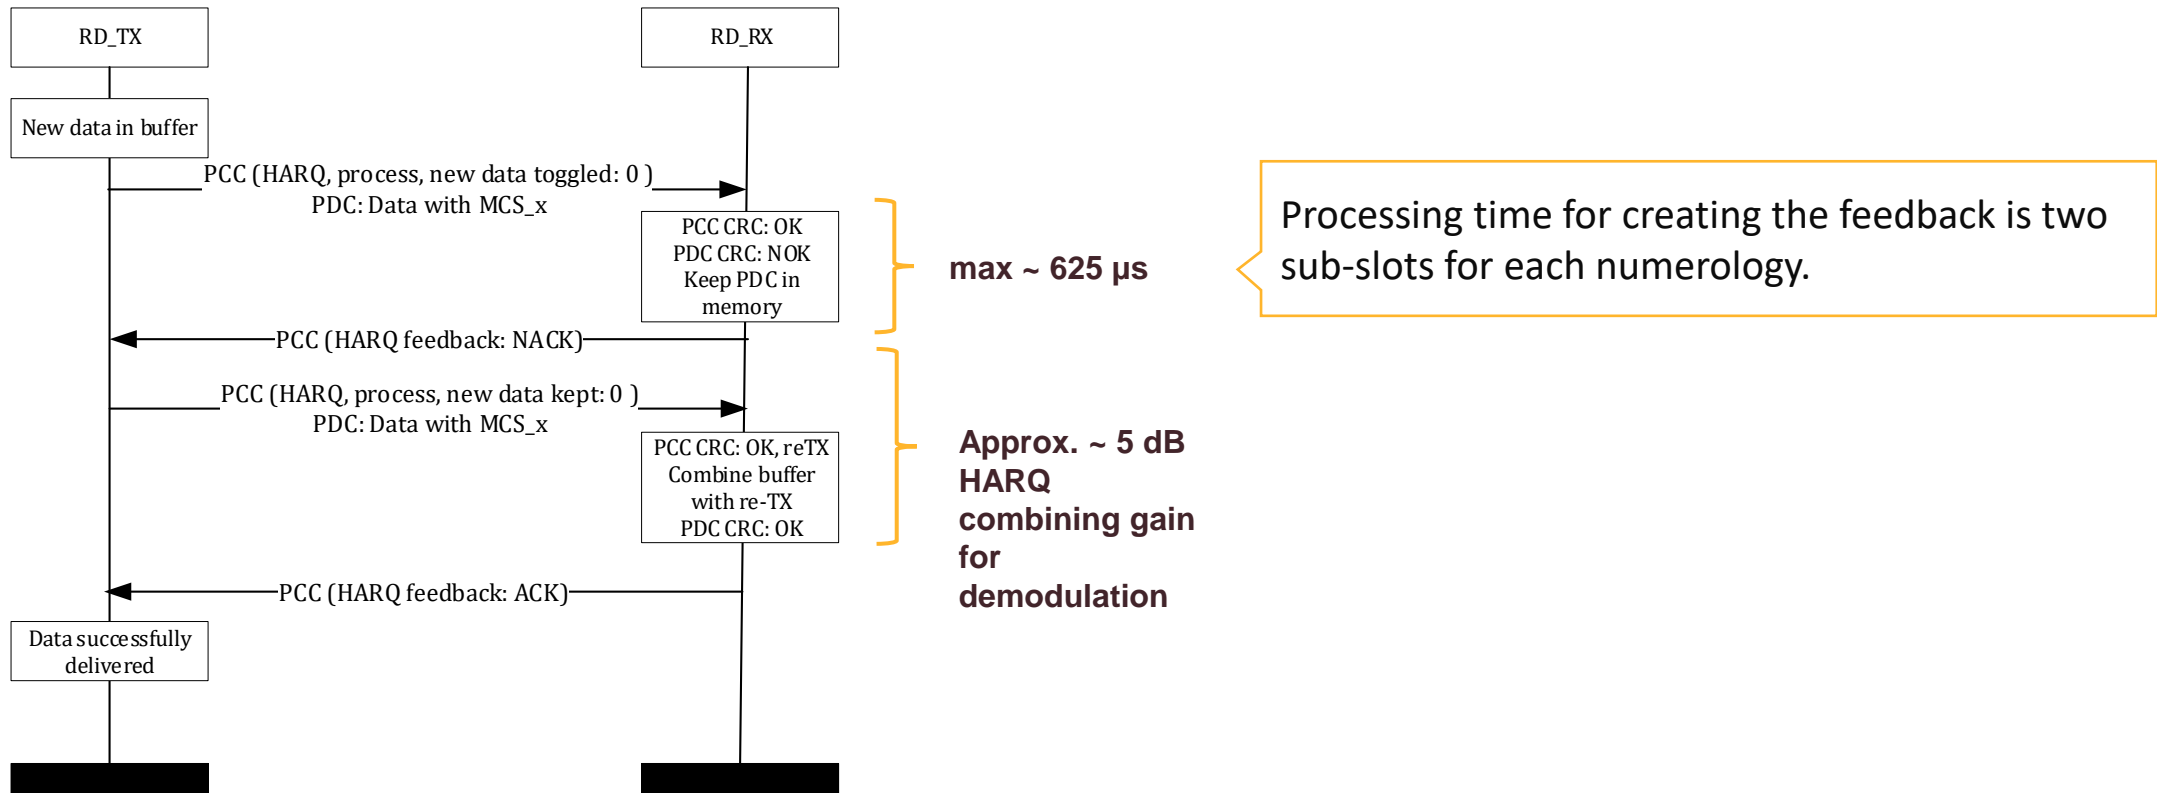 RD_TX
RD_RX
New data in buffer
PCC (HARQ, process, new data toggled: 0 )
PDC: Data with MCS_x
PCC CRC: OK
PDC CRC: NOK
Keep PDC in
memory
max ~ 625 µs
Processing time for creating the feedback is two
sub-slots for each numerology.
PCC (HARQ feedback: NACK)
PCC (HARQ, process, new data kept: 0 )
PDC: Data with MCS_x
PCC CRC: OK, reTX
Combine buffer
with re-TX
PDC CRC: OK
Approx. ~ 5 dB
HARQ
combining gain
for
demodulation
PCC (HARQ feedback: ACK)
Data successfully
delivered